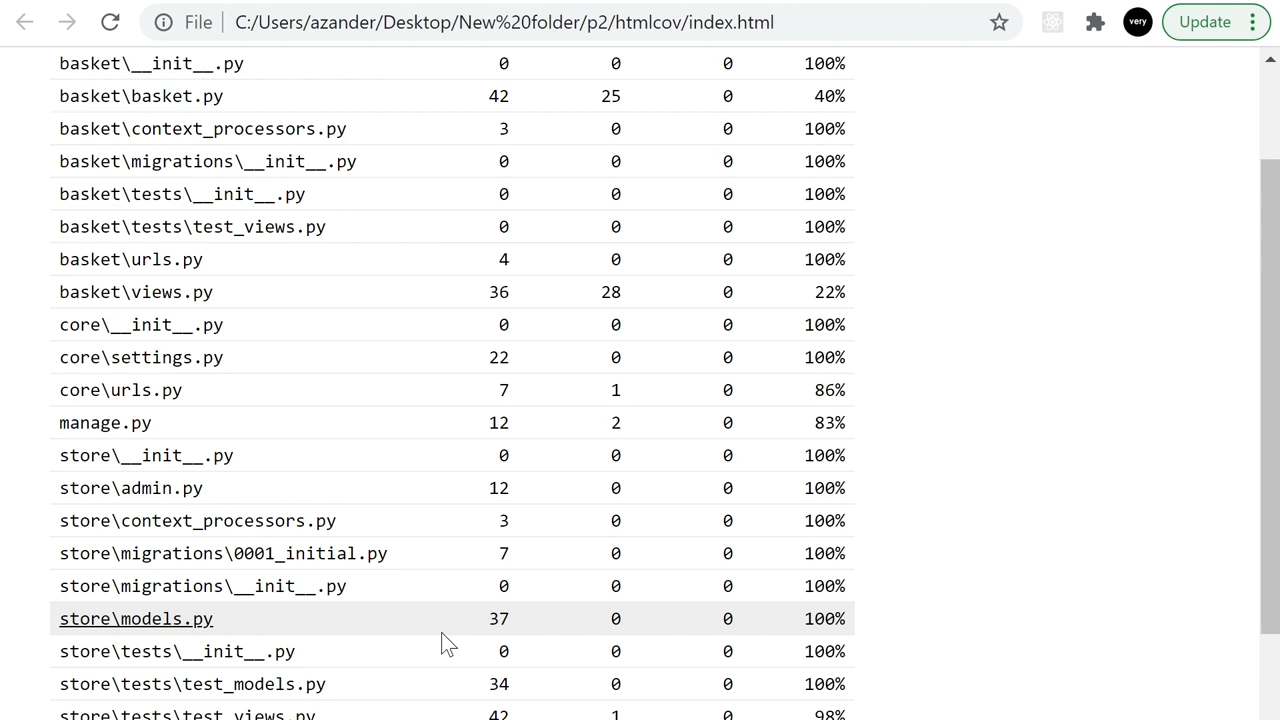 File C:/Users/azander/Desktop/New%20folder/p2/htmlcov/index.html very Update
basket\__init__.py 0 0 0 100%
basket\basket.py 42 25 0 40%
basket\context_processors.py 3 0 0 100%
basket\migrations\__init__.py 0 0 0 100%
basket\tests\__init__.py 0 0 0 100%
basket\tests\test_views.py 0 0 0 100%
basket\urls.py 4 0 0 100%
basket\views.py 36 28 0 22%
core\__init__.py 0 0 0 100%
core\settings.py 22 0 0 100%
core\urls.py 7 1 0 86%
manage.py 12 2 0 83%
store\__init__.py 0 0 0 100%
store\admin.py 12 0 0 100%
store\context_processors.py 3 0 0 100%
store\migrations\0001_initial.py 7 0 0 100%
store\migrations\__init__.py 0 0 0 100%
store\models.py 37 0 0 100%
store\tests\__init__.py 0 0 0 100%
store\tests\test_models.py 34 0 0 100%
store\tests\test_views.py 42 1 0 98%